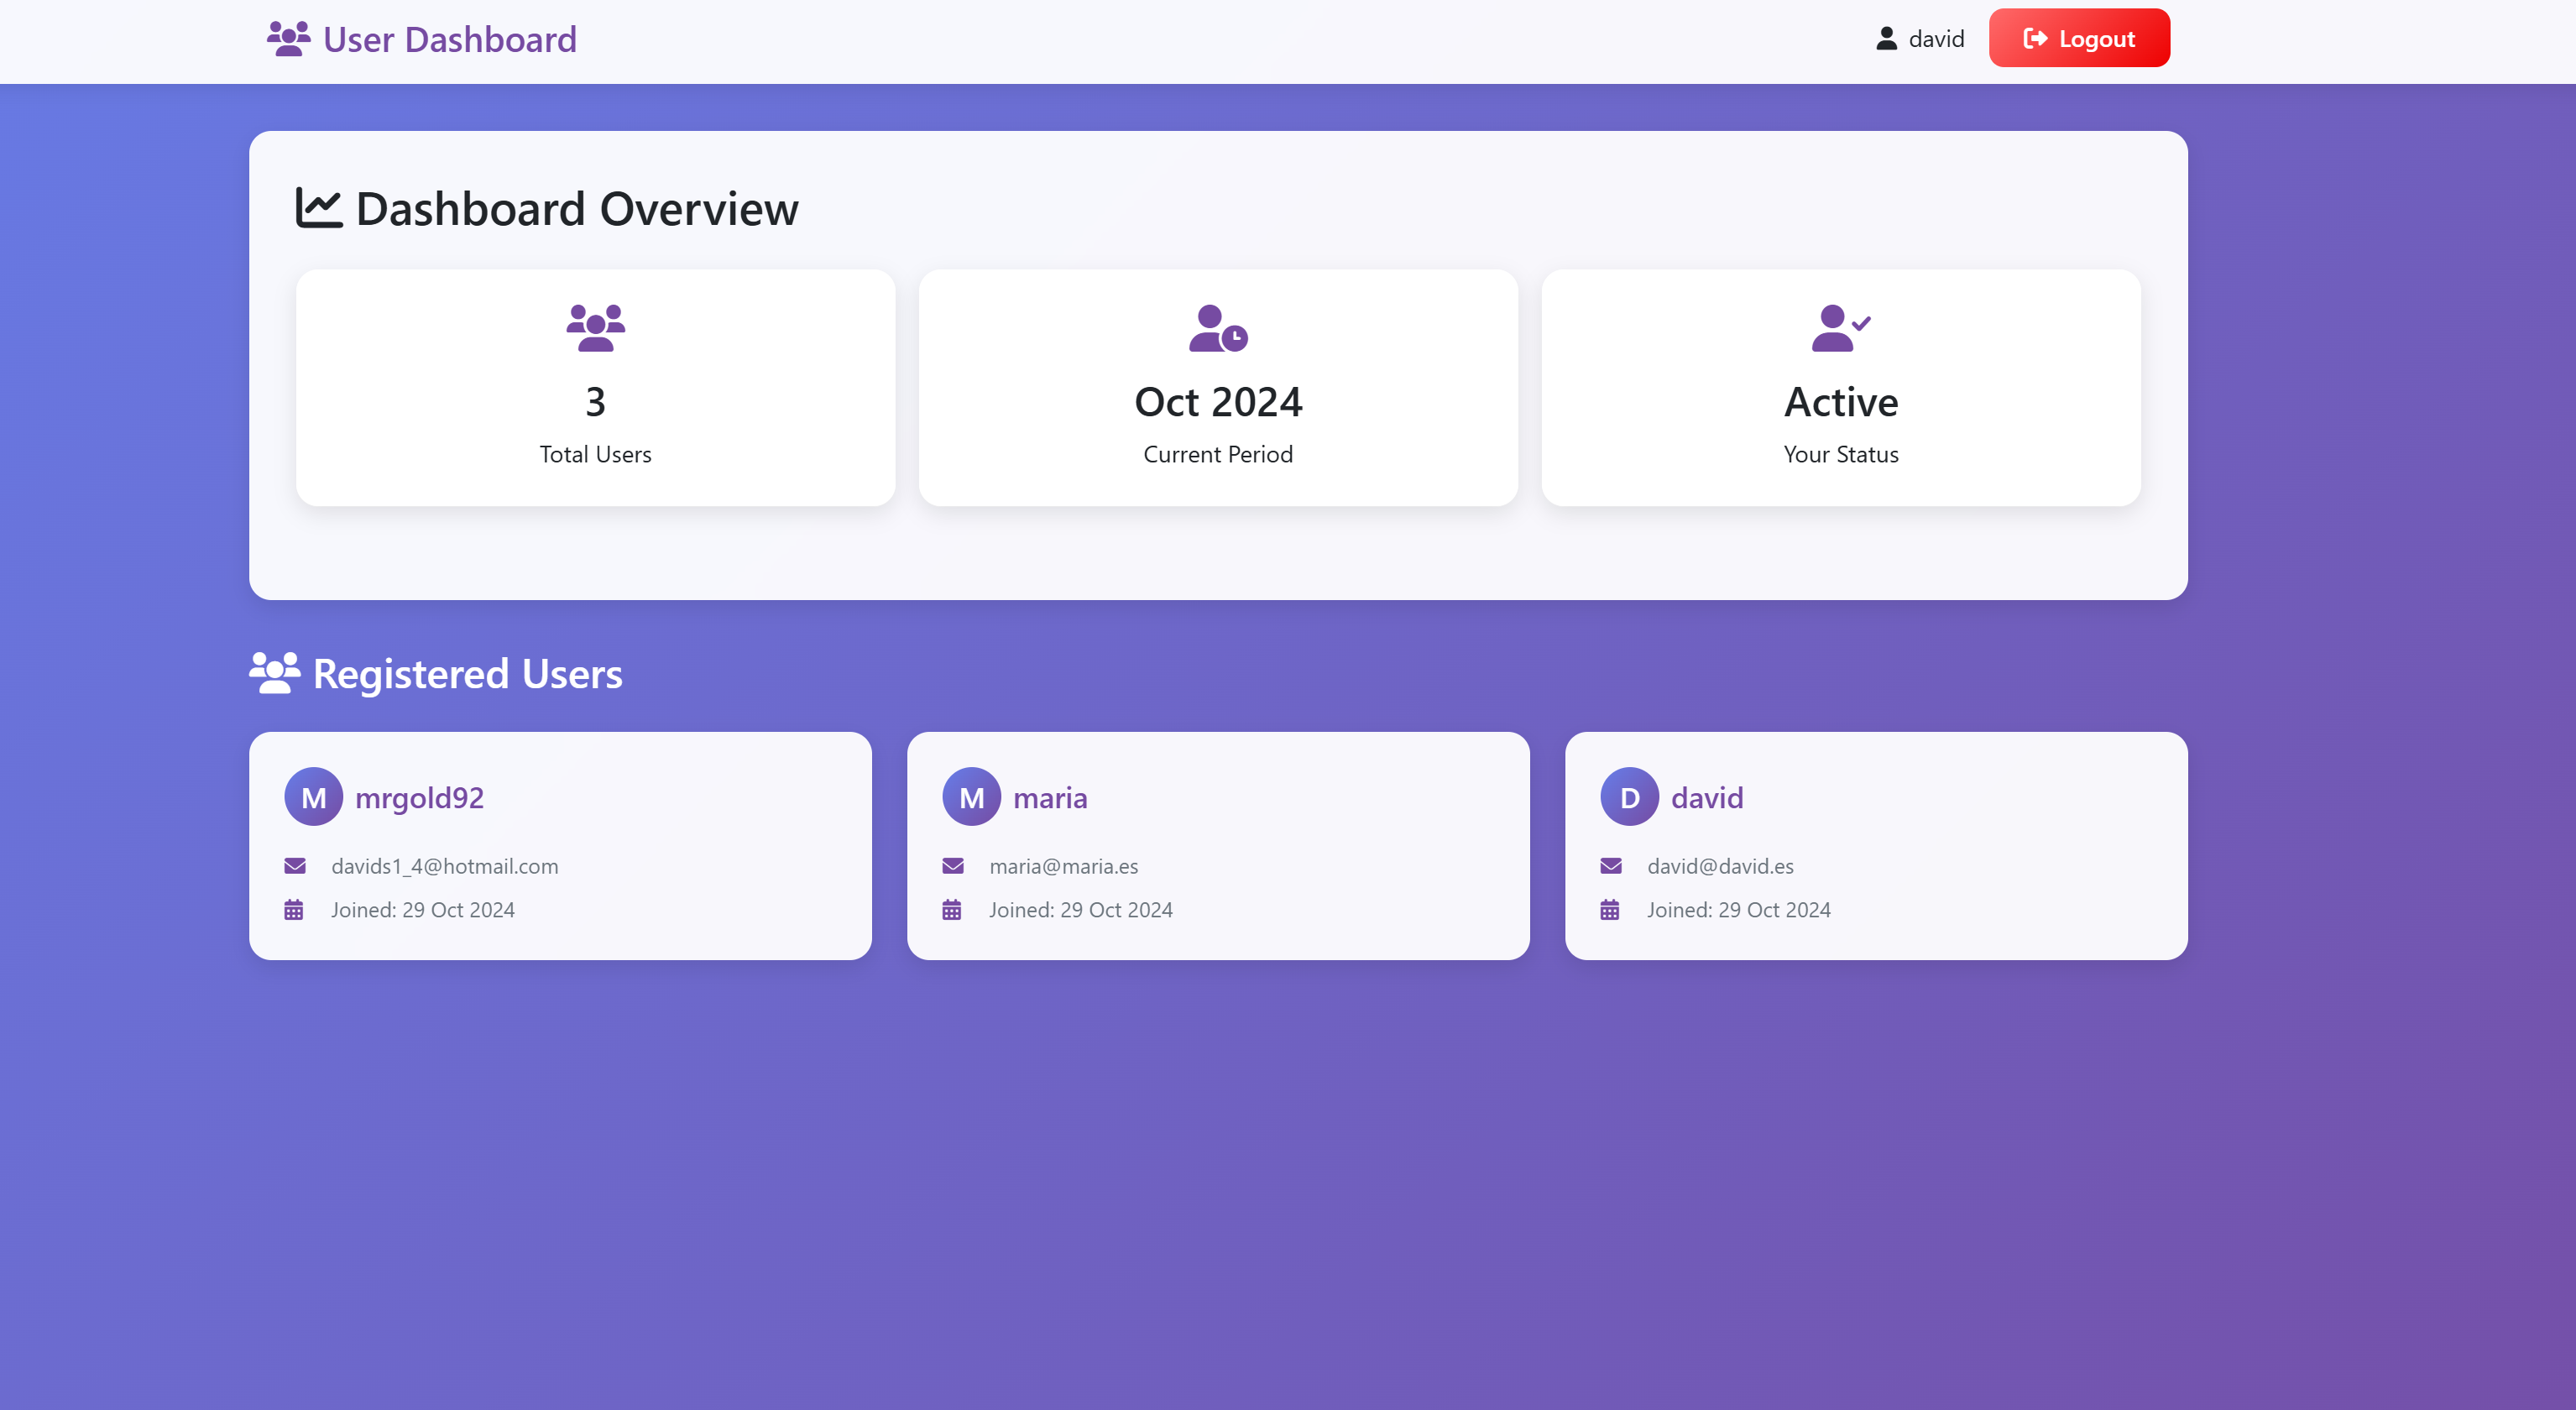 User Dashboard
david
Logout
Dashboard Overview
3
Total Users
Oct 2024
Current Period
Active
Your Status
Registered Users
M mrgold92
davids1_4@hotmail.com
Joined: 29 Oct 2024
M maria
maria@maria.es
Joined: 29 Oct 2024
D david
david@david.es
Joined: 29 Oct 2024